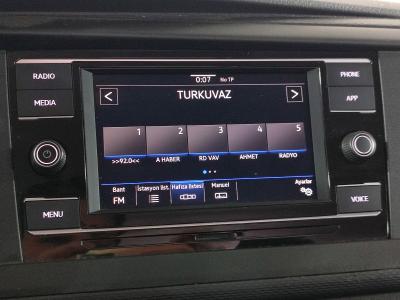 RADIO
0:07 No TP
PHONE
< TURKUVAZ >
MEDIA
APP
1 2 3 4 5
>>92.0<< A HABER RD VAV AHMET RADYO
Bant İstasyon list. Hafıza listesi Manuel Ayarlar
FM
MENU
VOICE